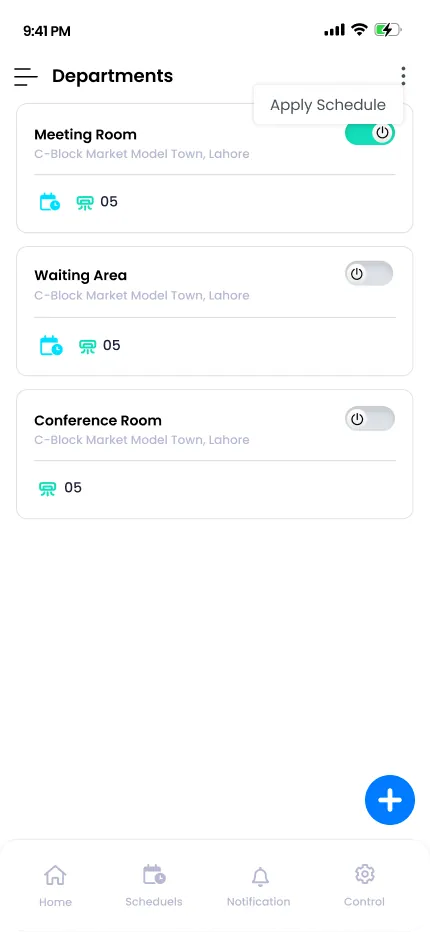 9:41 PM
Departments
Apply Schedule
Meeting Room
C-Block Market Model Town, Lahore
05
Waiting Area
C-Block Market Model Town, Lahore
05
Conference Room
C-Block Market Model Town, Lahore
05
Home
Scheduels
Notification
Control